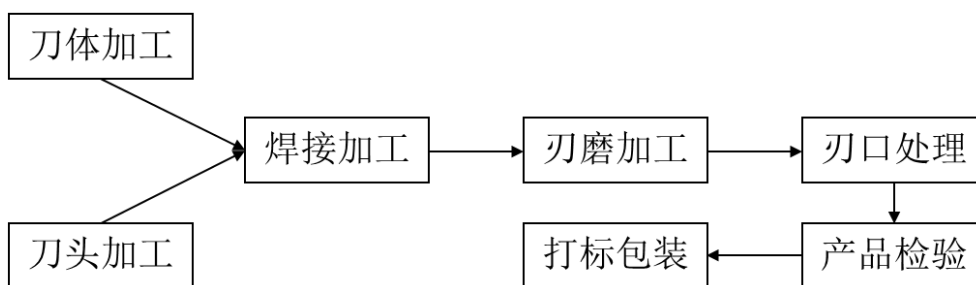 刀体加工
焊接加工
刃磨加工
刃口处理
刀头加工
打标包装
产品检验